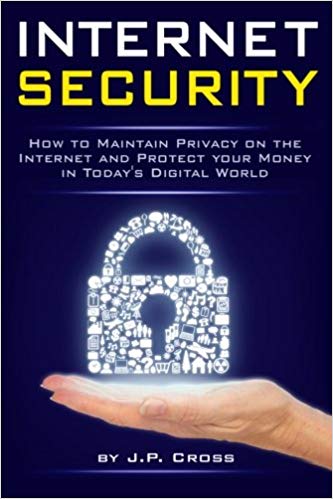 INTERNET
SECURITY
How to Maintain Privacy on the
Internet and Protect your Money
in Today's Digital World
by J.P. Cross